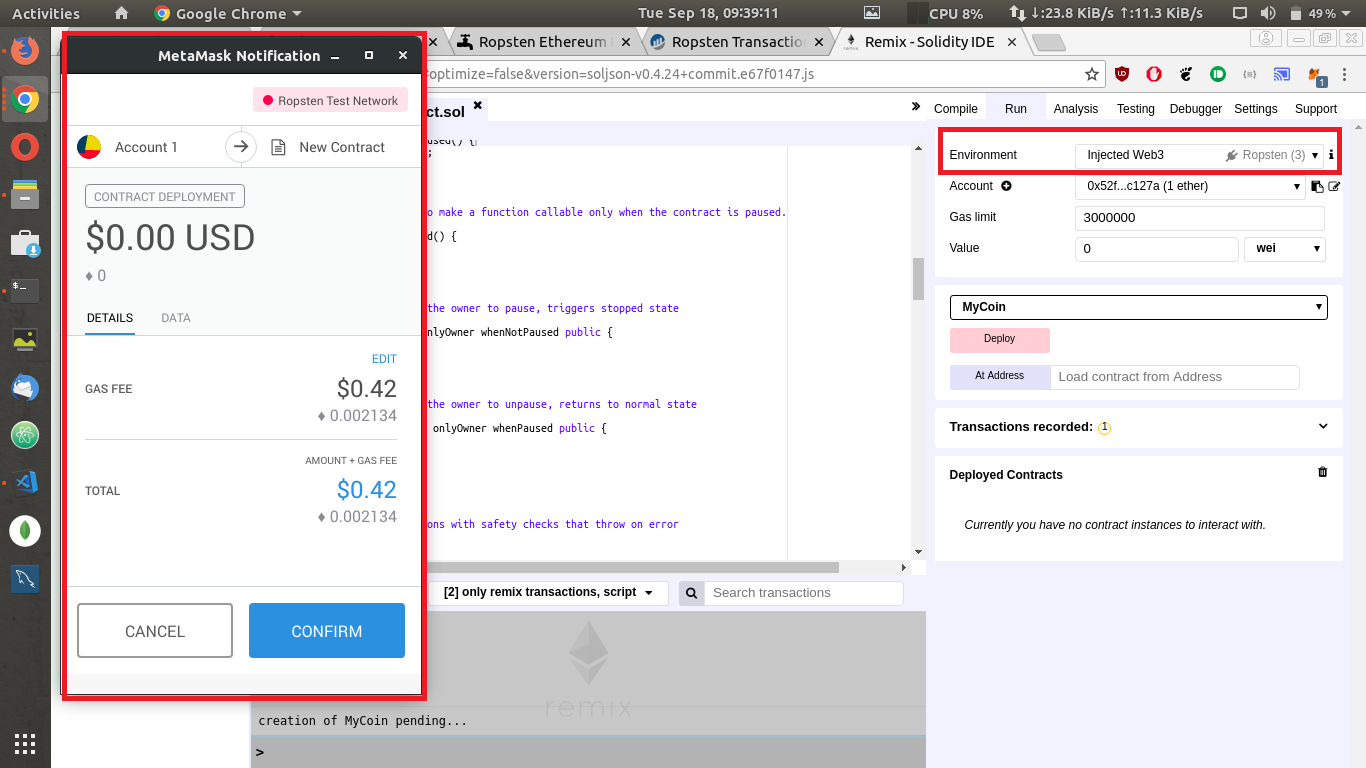 Activities
Google Chrome
Tue Sep 18, 09:39:11
CPU 8%
↓:23.8 KiB/s ↑:11.3 KiB/s
49 %
MetaMask Notification
Ropsten Ethereum
Ropsten Transactio
Remix - Solidity IDE
#optimize=false&version=soljson-v0.4.24+commit.e67f0147.js
1
Ropsten Test Network
Account 1
New Contract
CONTRACT DEPLOYMENT
$0.00 USD
0
DETAILS
DATA
EDIT
GAS FEE
$0.42
0.002134
AMOUNT + GAS FEE
TOTAL
$0.42
0.002134
CANCEL
CONFIRM
ct.sol
used() {
;
o make a function callable only when the contract is paused.
d() {
the owner to pause, triggers stopped state
nlyOwner whenNotPaused public {
the owner to unpause, returns to normal state
onlyOwner whenPaused public {
ons with safety checks that throw on error
[2] only remix transactions, script
Search transactions
remix
creation of MyCoin pending...
>
Compile
Run
Analysis
Testing
Debugger
Settings
Support
Environment
Injected Web3
Ropsten (3)
Account
0x52f...c127a (1 ether)
Gas limit
3000000
Value
0
wei
MyCoin
Deploy
At Address
Load contract from Address
Transactions recorded: 1
Deployed Contracts
Currently you have no contract instances to interact with.